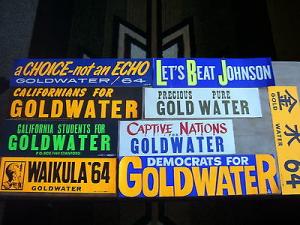 a CHOICE-not an ECHO
GOLDWATER/64
LET'S BEAT JOHNSON
CALIFORNIANS FOR
GOLDWATER
PRECIOUS PURE
GOLD WATER
CALIFORNIA STUDENTS FOR
GOLDWATER
CAPTIVE NATIONS
for
GOLDWATER
WAIKULA '64
GOLDWATER
DEMOCRATS FOR
GOLDWATER
金
GOLD
水
WATER
64